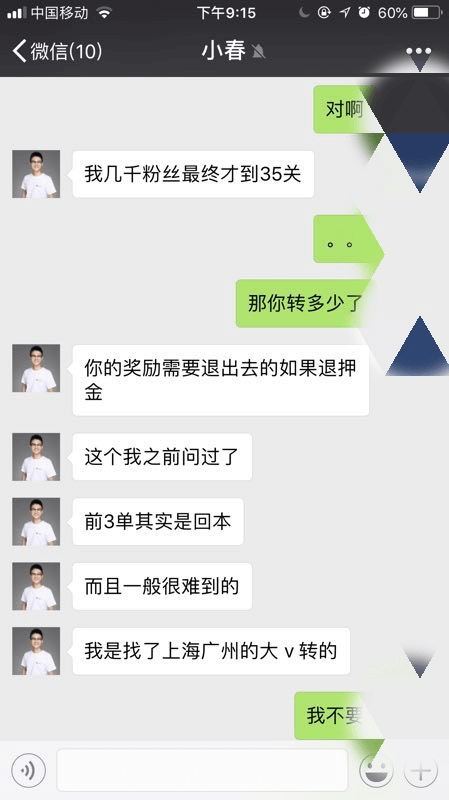 中国移动 下午9:15 60%
微信(10) 小春
对啊
我几千粉丝最终才到35关
。。
那你转多少了
你的奖励需要退出去的如果退押
金
这个我之前问过了
前3单其实是回本
而且一般很难到的
我是找了上海广州的大 v 转的
我不要